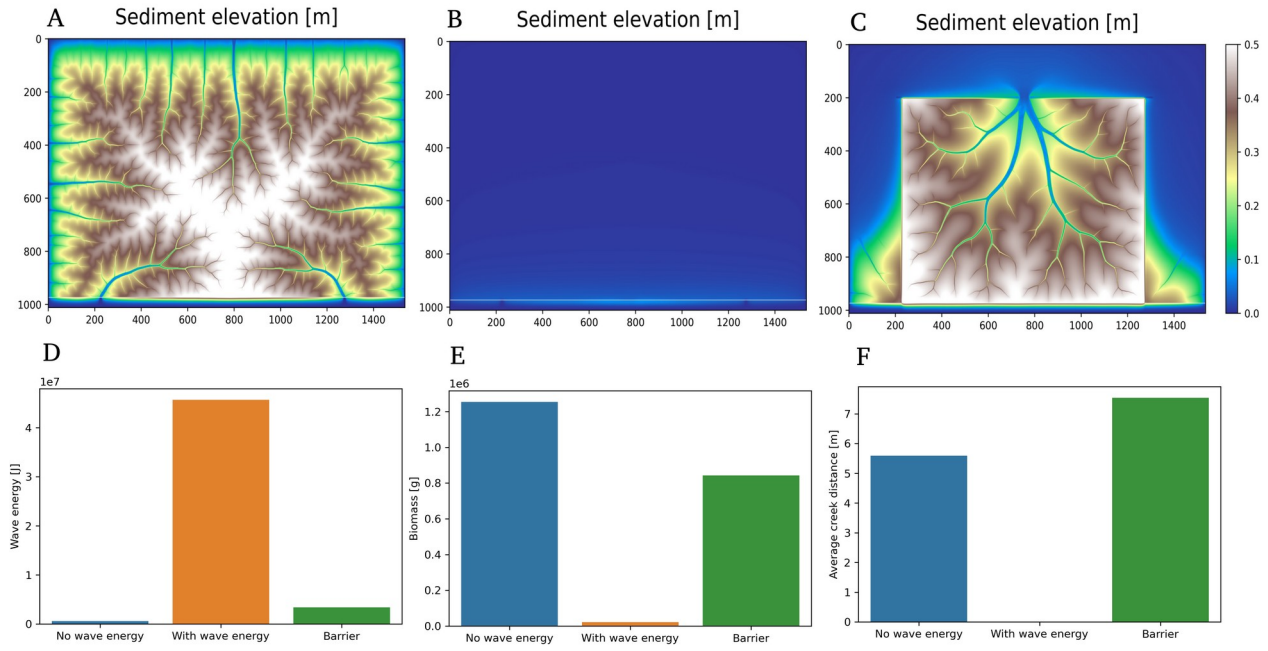 A
Sediment elevation [m]
0
200
400
600
800
1000
0 200 400 600 800 1000 1200 1400
B
Sediment elevation [m]
0
200
400
600
800
1000
0 200 400 600 800 1000 1200 1400
C
Sediment elevation [m]
0
200
400
600
800
1000
0 200 400 600 800 1000 1200 1400
0.5
0.4
0.3
0.2
0.1
0.0
D
1e7
Wave energy [J]
4
3
2
1
0
No wave energy With wave energy Barrier
E
1e6
Biomass [g]
1.2
1.0
0.8
0.6
0.4
0.2
0.0
No wave energy With wave energy Barrier
F
Average creek distance [m]
7
6
5
4
3
2
1
0
No wave energy With wave energy Barrier